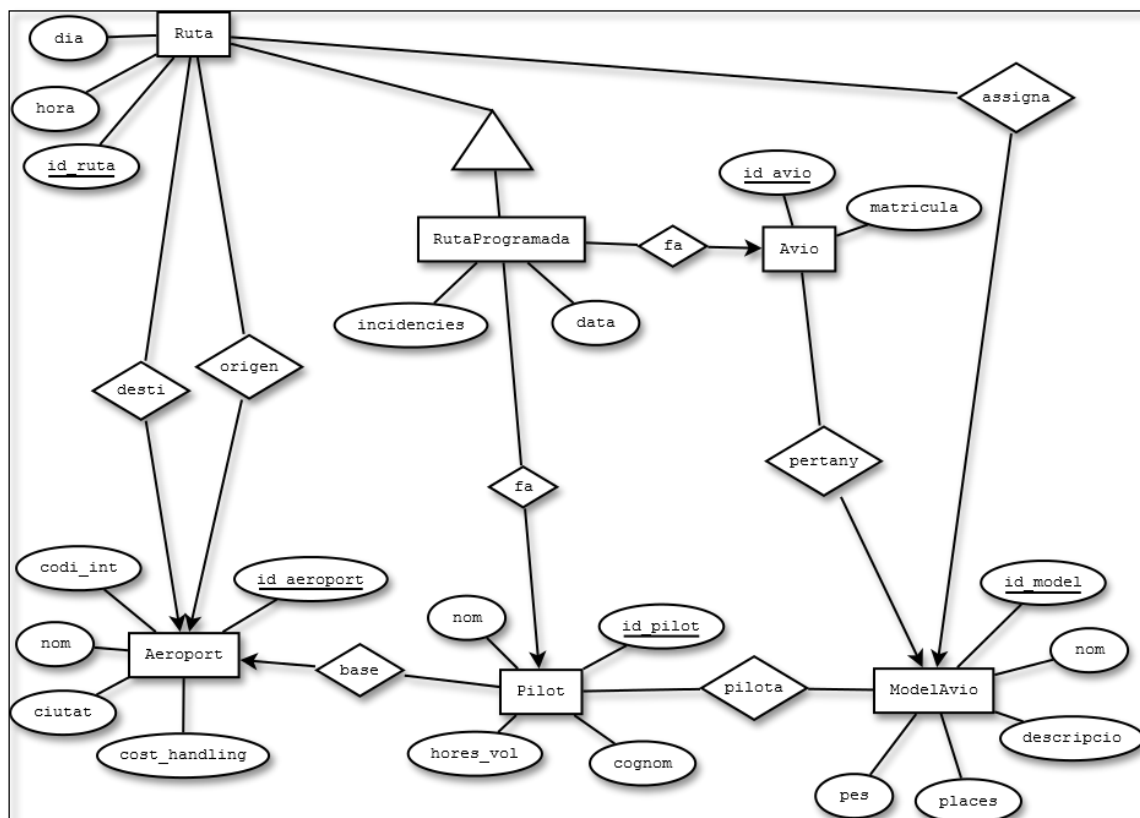 Ruta
dia
hora
id_ruta
assigna
id_avio
matricula
RutaProgramada
fa
Avio
incidencies
data
desti
origen
pertany
fa
codi_int
id_aeroport
id_model
nom
Aeroport
nom
id_pilot
nom
base
Pilot
pilota
ModelAvio
ciutat
cost_handling
hores_vol
cognom
descripcio
pes
places